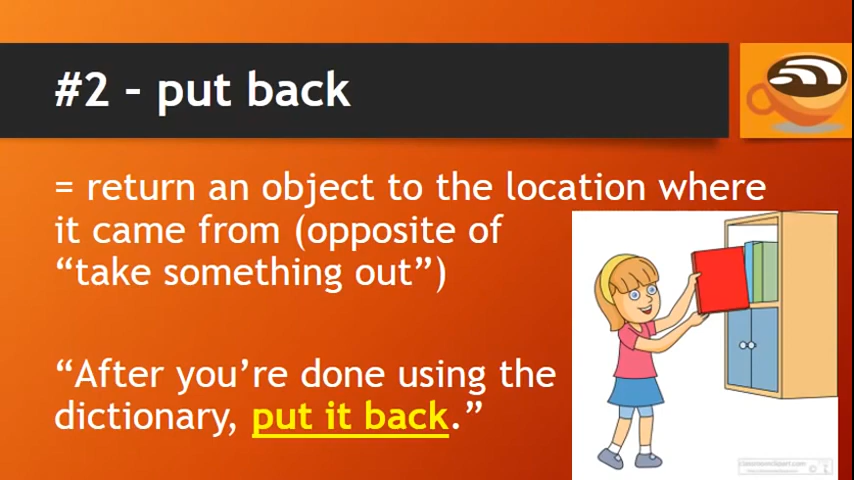 #2 – put back
= return an object to the location where
it came from (opposite of
“take something out”)
“After you’re done using the
dictionary, put it back.”